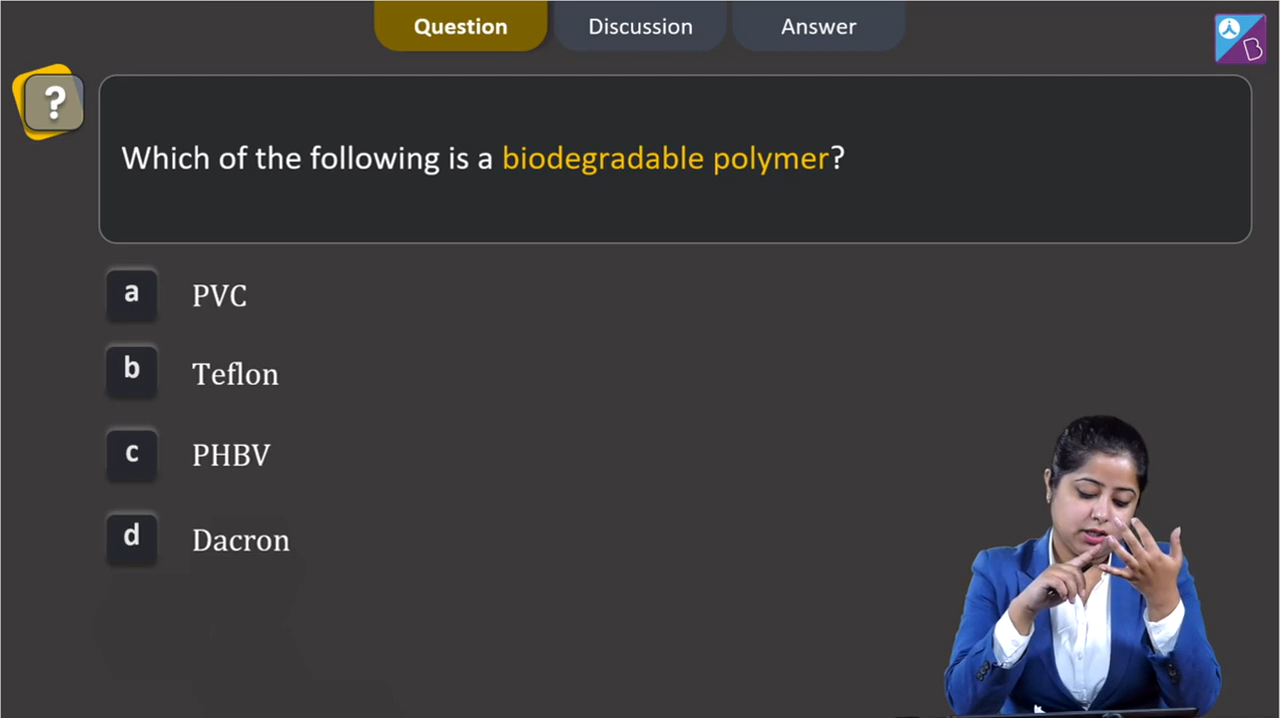 Question
Discussion
Answer
B
?
Which of the following is a biodegradable polymer?
a PVC
b Teflon
c PHBV
d Dacron